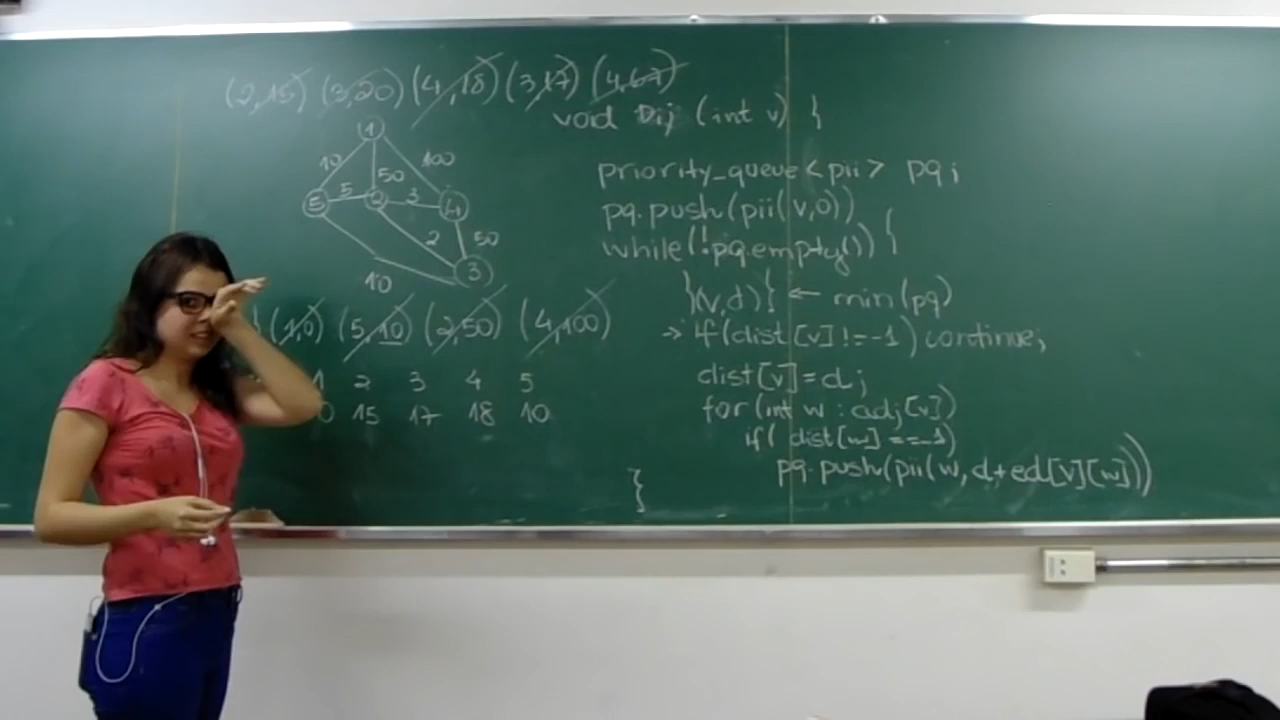 (2,15) (3,20) (4,18) (3,17) (4,67)
void Dij (int v) {
1
10 50 100
5 5 2 3 4
2 50
10 3
priority_queue<pii> pq;
pq.push(pii(v,0))
while(!pq.empty()) {
}(v,d)} ← min(pq)
→ if(dist[v]!=-1) continue;
dist[v]=d;
for(int w : adj[v])
if( dist[w]==-1)
pq.push(pii(w,d+ed[v][w]))
}
(1,0) (5,10) (2,50) (4,100)
1 2 3 4 5
0 15 17 18 10